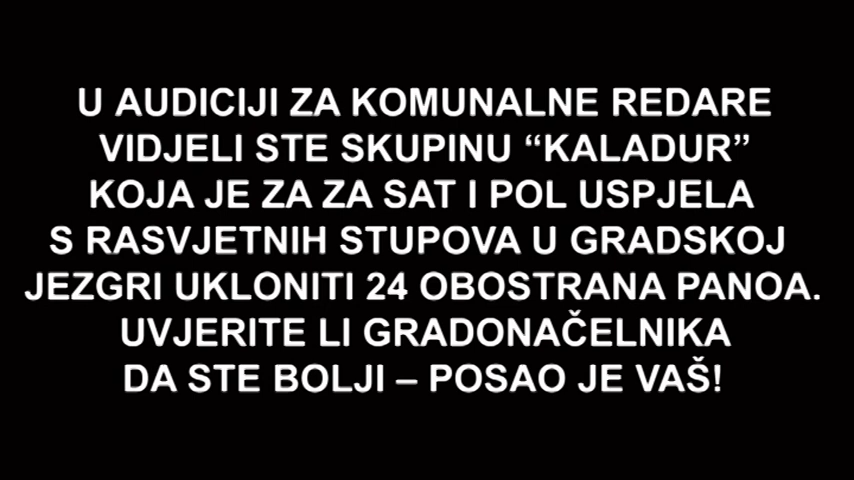 U AUDICIJI ZA KOMUNALNE REDARE
VIDJELI STE SKUPINU “KALADUR”
KOJA JE ZA ZA SAT I POL USPJELA
S RASVJETNIH STUPOVA U GRADSKOJ
JEZGRI UKLONITI 24 OBOSTRANA PANOA.
UVJERITE LI GRADONAČELNIKA
DA STE BOLJI – POSAO JE VAŠ!